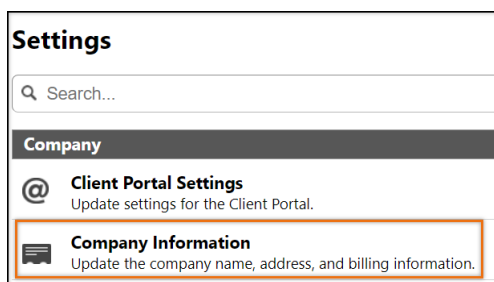 Settings
Search...
Company
Client Portal Settings
Update settings for the Client Portal.
Company Information
Update the company name, address, and billing information.